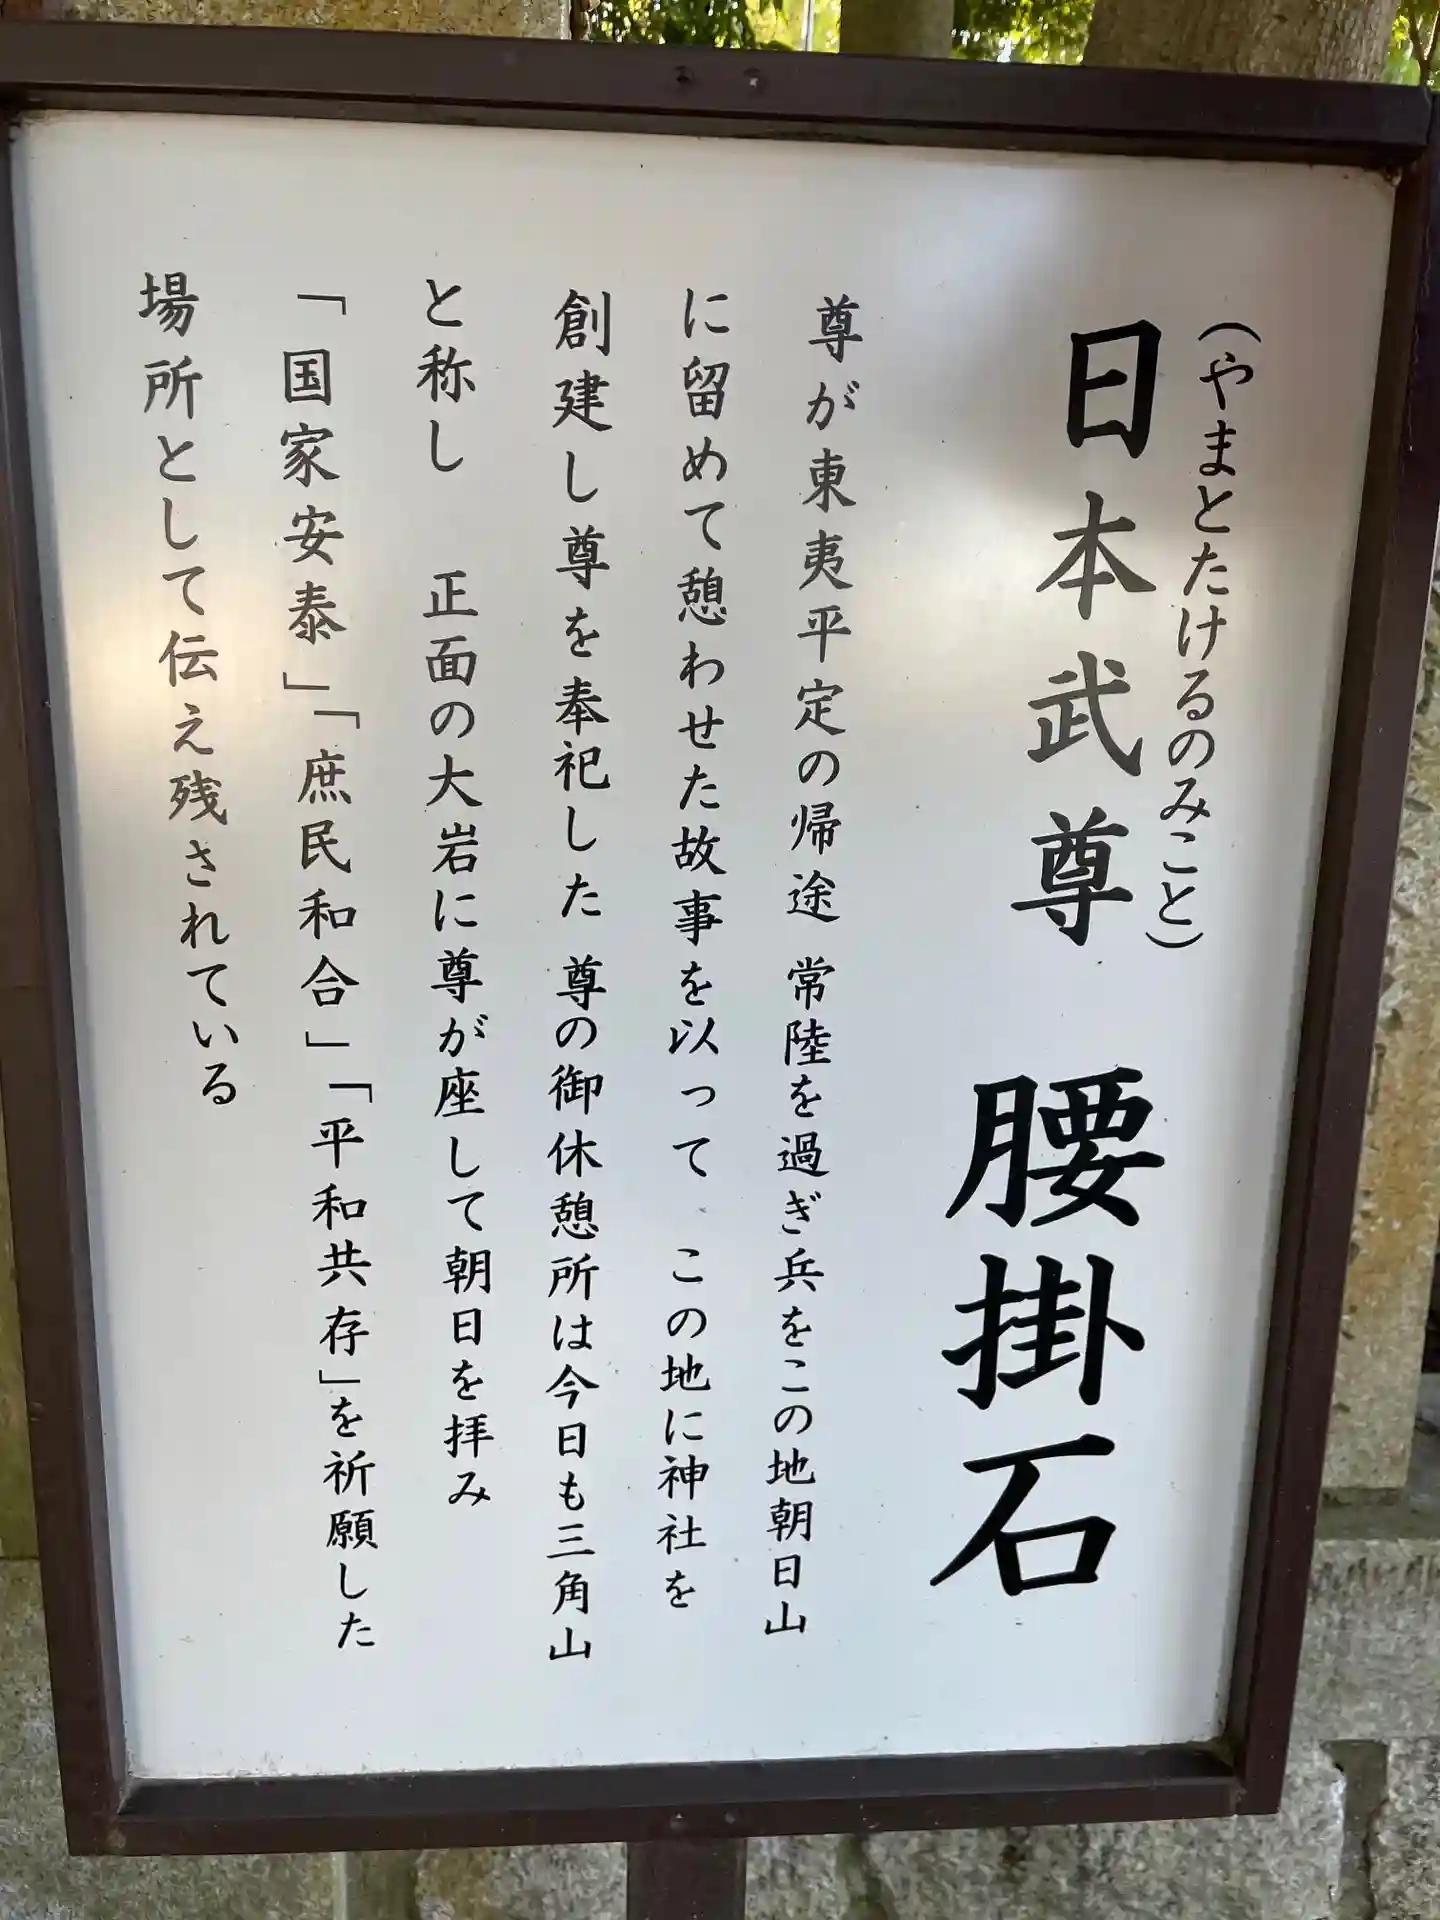 (やまとたけるのみこと)
日本武尊 腰掛石
尊が東夷平定の帰途 常陸を過ぎ兵をこの地朝日山
に留めて憩わせた故事を以って、この地に神社を
創建し尊を奉祀した 尊の御休憩所は今日も三角山
と称し 正面の大岩に尊が座して朝日を拝み
「国家安泰」「庶民和合」「平和共存」を祈願した
場所として伝え残されている